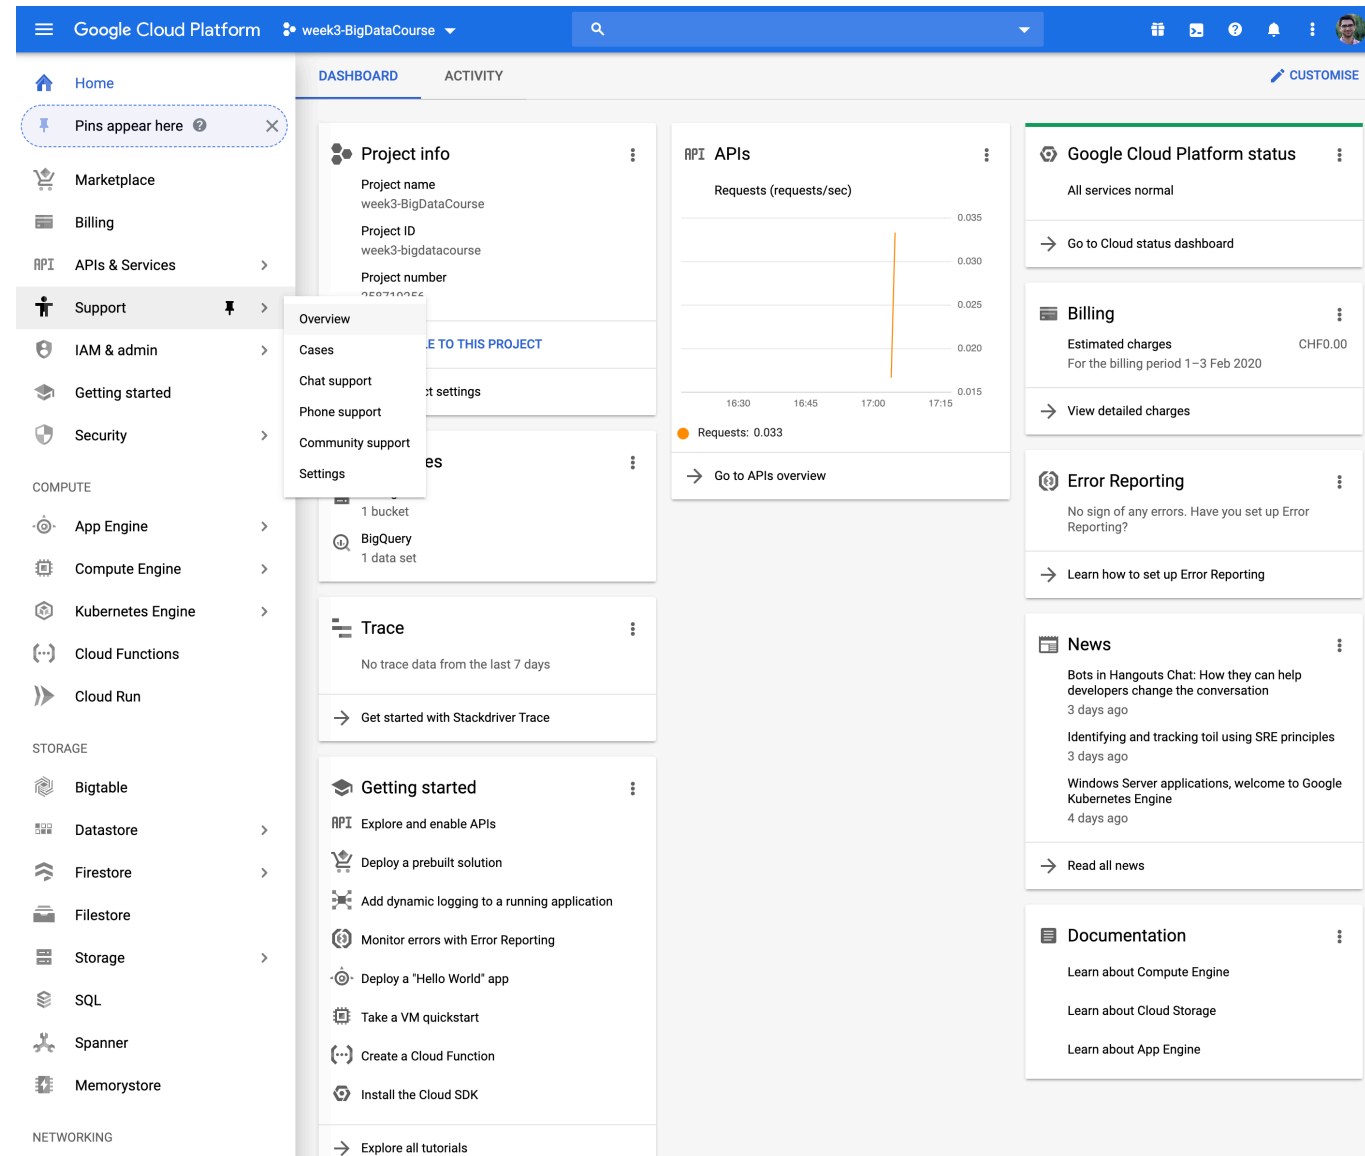 Google Cloud Platform
week3-BigDataCourse
Home
Pins appear here
Marketplace
Billing
API APIs & Services
Support
IAM & admin
Getting started
Security
COMPUTE
App Engine
Compute Engine
Kubernetes Engine
Cloud Functions
Cloud Run
STORAGE
Bigtable
Datastore
Firestore
Filestore
Storage
SQL
Spanner
Memorystore
NETWORKING
Overview
Cases
Chat support
Phone support
Community support
Settings
DASHBOARD
ACTIVITY
CUSTOMISE
Project info
Project name
week3-BigDataCourse
Project ID
week3-bigdatacourse
Project number
TO THIS PROJECT
settings
1 bucket
BigQuery
1 data set
Trace
No trace data from the last 7 days
Get started with Stackdriver Trace
Getting started
API Explore and enable APIs
Deploy a prebuilt solution
Add dynamic logging to a running application
Monitor errors with Error Reporting
Deploy a "Hello World" app
Take a VM quickstart
Create a Cloud Function
Install the Cloud SDK
Explore all tutorials
API APIs
Requests (requests/sec)
0.035
0.030
0.025
0.020
0.015
16:30 16:45 17:00 17:15
Requests: 0.033
Go to APIs overview
Google Cloud Platform status
All services normal
Go to Cloud status dashboard
Billing
Estimated charges CHF0.00
For the billing period 1–3 Feb 2020
View detailed charges
Error Reporting
No sign of any errors. Have you set up Error
Reporting?
Learn how to set up Error Reporting
News
Bots in Hangouts Chat: How they can help
developers change the conversation
3 days ago
Identifying and tracking toil using SRE principles
3 days ago
Windows Server applications, welcome to Google
Kubernetes Engine
4 days ago
Read all news
Documentation
Learn about Compute Engine
Learn about Cloud Storage
Learn about App Engine